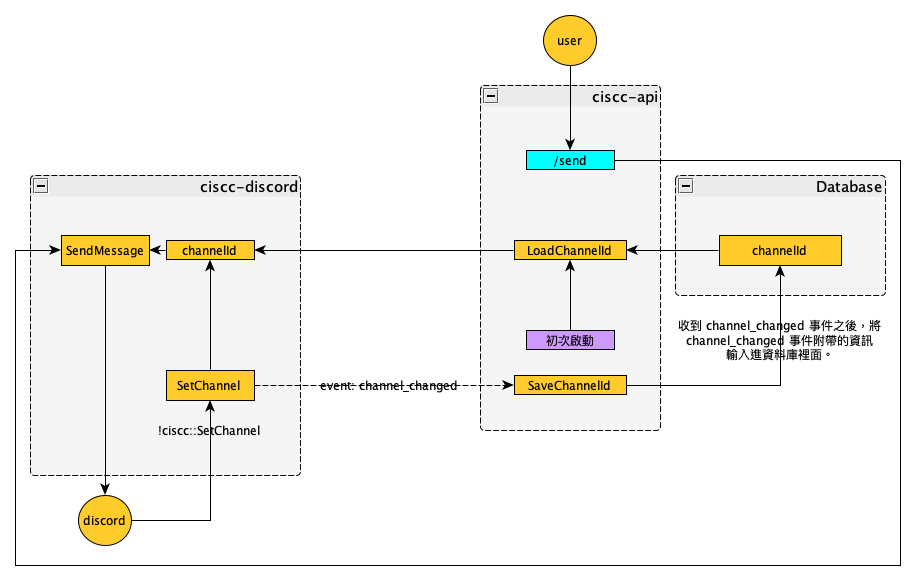 user
ciscc-api
/send
ciscc-discord
Database
SendMessage
channelId
LoadChannelId
channelId
收到 channel_changed 事件之後，將
channel_changed 事件附帶的資訊
輸入進資料庫裡面。
初次啟動
SetChannel
event: channel_changed
SaveChannelId
!ciscc::SetChannel
discord